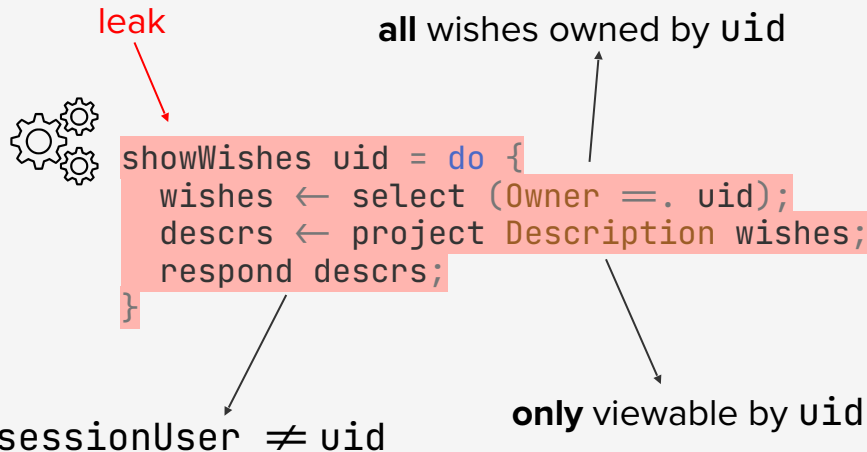 leak
all wishes owned by uid
showWishes uid = do {
wishes ← select (Owner ==. uid);
descrs ← project Description wishes;
respond descrs;
}
only viewable by uid
sessionUser ≠ uid